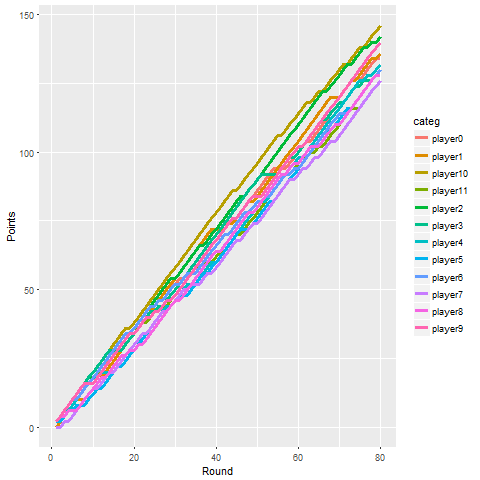 150
100
50
0
Points
0
20
40
60
80
Round
categ
player0
player1
player10
player11
player2
player3
player4
player5
player6
player7
player8
player9